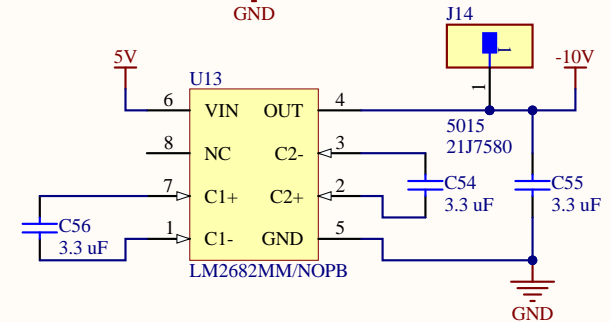 GND
J14
1
5V
-10V
U13
1
6 VIN OUT 4
5015
21J7580
8 NC C2- 3
7 C1+ C2+ 2
C54
3.3 uF
C55
3.3 uF
C56
3.3 uF
1 C1- GND 5
LM2682MM/NOPB
GND